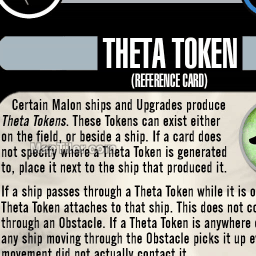 THETA TOKEN
(REFERENCE CARD)
Certain Malon ships and Upgrades produce
Theta Tokens. These Tokens can exist either
on the field, or beside a ship. If a card does
not specify where a Theta Token is generated
to, place it next to the ship that produced it.
If a ship passes through a Theta Token while it is o
Theta Token attaches to that ship. This does not co
through an Obstacle. If a Theta Token is anywhere
any ship moving through the Obstacle picks it up e
movement did not actually contact it.